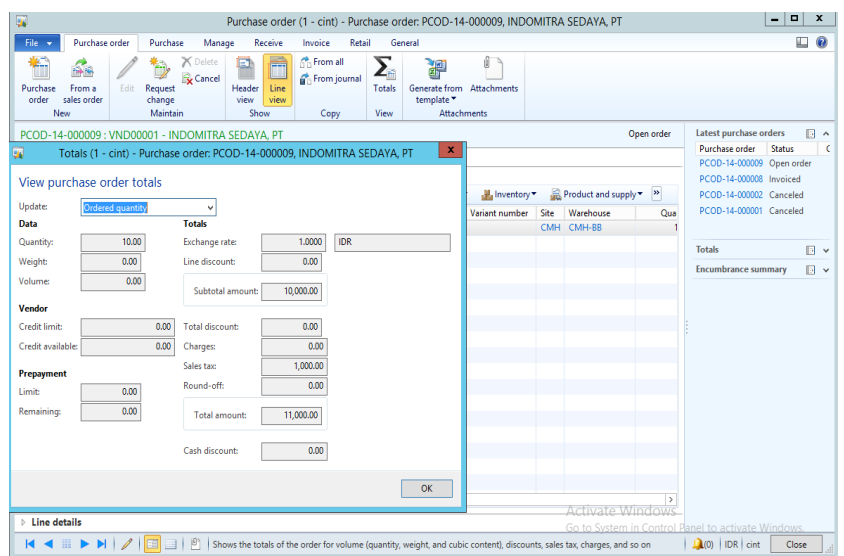 Purchase order (1 - cint) - Purchase order: PCOD-14-000009, INDOMITRA SEDAYA, PT
File Purchase order Purchase Manage Receive Invoice Retail General
Purchase order
From a sales order
Edit
Request change
Delete
Cancel
Header view
Line view
From all
From journal
Totals
Generate from template
Attachments
New Maintain Show Copy View Attachments
PCOD-14-000009 : VND00001 - INDOMITRA SEDAYA, PT Open order
Totals (1 - cint) - Purchase order: PCOD-14-000009, INDOMITRA SEDAYA, PT
View purchase order totals
Update: Ordered quantity
Data Totals
Quantity: 10.00 Exchange rate: 1.0000 IDR
Weight: 0.00 Line discount: 0.00
Volume: 0.00
Subtotal amount: 10,000.00
Vendor
Credit limit: 0.00 Total discount: 0.00
Credit available: 0.00 Charges: 0.00
Sales tax: 1,000.00
Prepayment
Limit: 0.00 Round-off: 0.00
Remaining: 0.00 Total amount: 11,000.00
Cash discount: 0.00
OK
Inventory Product and supply
Variant number Site Warehouse Qua
CMH CMH-BB 1
Latest purchase orders
Purchase order Status C
PCOD-14-000009 Open order
PCOD-14-000008 Invoiced
PCOD-14-000002 Canceled
PCOD-14-000001 Canceled
Totals
Encumbrance summary
Activate Windows
Go to System in Control Panel to activate Windows.
Line details
Shows the totals of the order for volume (quantity, weight, and cubic content), discounts, sales tax, charges, and so on
(0) IDR cint Close